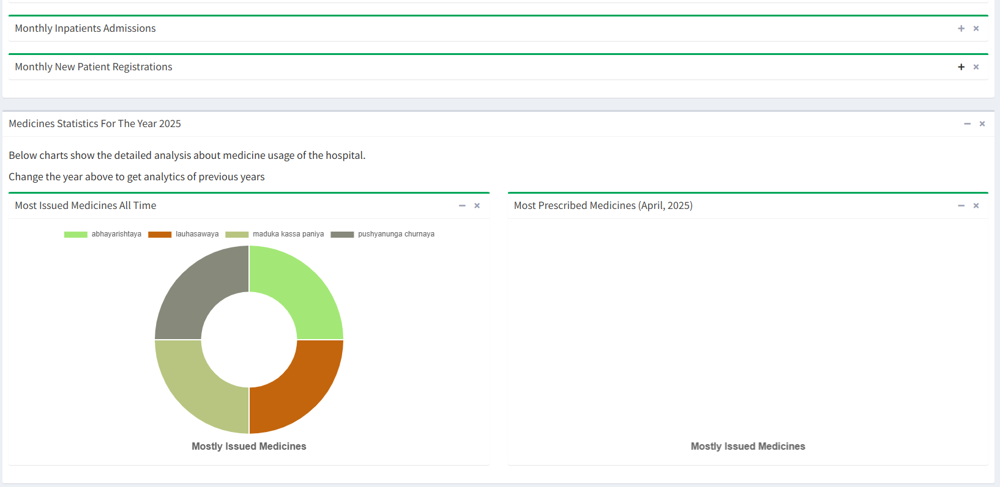 Monthly Inpatients Admissions
Monthly New Patient Registrations
Medicines Statistics For The Year 2025
Below charts show the detailed analysis about medicine usage of the hospital.
Change the year above to get analytics of previous years
Most Issued Medicines All Time
abhayarishtaya lauhasawaya maduka kassa paniya pushyanunga churnaya
Mostly Issued Medicines
Most Prescribed Medicines (April, 2025)
Mostly Issued Medicines